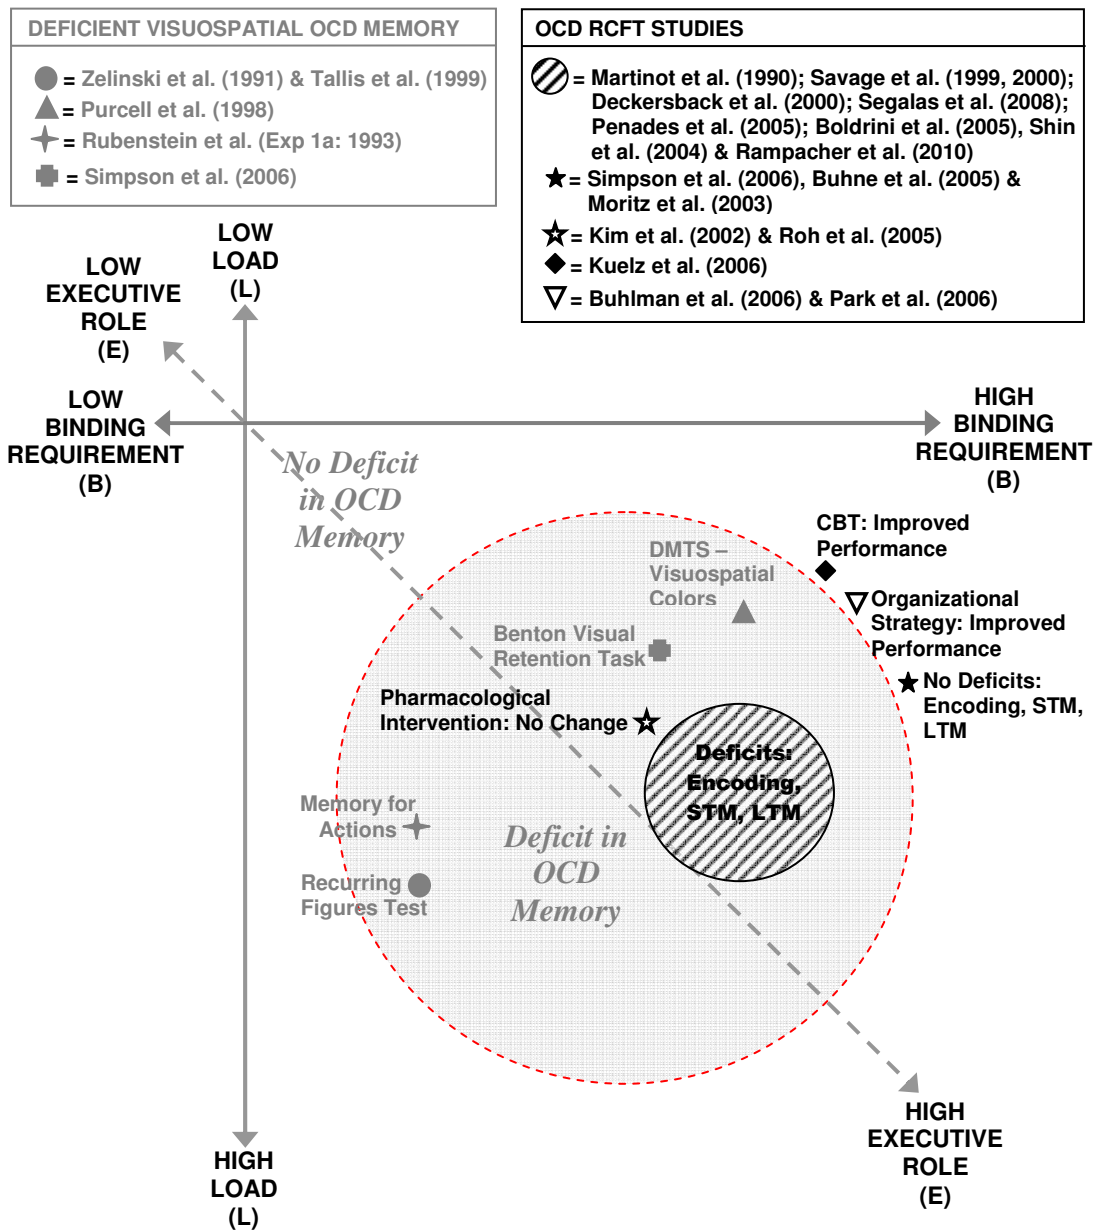 DEFICIENT VISUOSPATIAL OCD MEMORY
= Zelinski et al. (1991) & Tallis et al. (1999)
= Purcell et al. (1998)
= Rubenstein et al. (Exp 1a: 1993)
= Simpson et al. (2006)
OCD RCFT STUDIES
= Martinot et al. (1990); Savage et al. (1999, 2000);
Deckersback et al. (2000); Segalas et al. (2008);
Penades et al. (2005); Boldrini et al. (2005), Shin
et al. (2004) & Rampacher et al. (2010)
= Simpson et al. (2006), Buhne et al. (2005) &
Moritz et al. (2003)
= Kim et al. (2002) & Roh et al. (2005)
= Kuelz et al. (2006)
= Buhlman et al. (2006) & Park et al. (2006)
LOW
LOAD
(L)
LOW
EXECUTIVE
ROLE
(E)
LOW
BINDING
REQUIREMENT
(B)
HIGH
BINDING
REQUIREMENT
(B)
No Deficit
in OCD
Memory
CBT: Improved
Performance
DMTS –
Visuospatial
Colors
Organizational
Strategy: Improved
Performance
Benton Visual
Retention Task
No Deficits:
Encoding, STM,
LTM
Pharmacological
Intervention: No Change
Deficits:
Encoding,
STM, LTM
Memory for
Actions
Deficit in
OCD
Memory
Recurring
Figures Test
HIGH
EXECUTIVE
ROLE
(E)
HIGH
LOAD
(L)